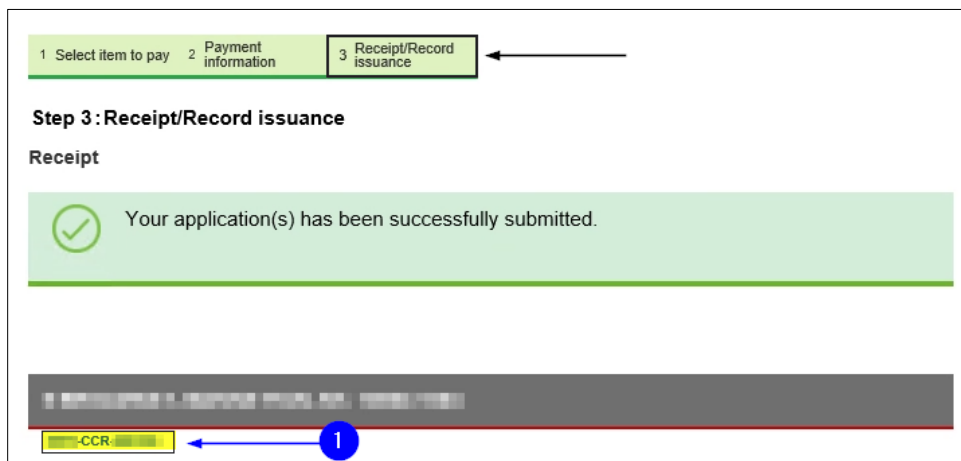 1 Select item to pay 2 Payment information 3 Receipt/Record issuance
Step 3: Receipt/Record issuance
Receipt
Your application(s) has been successfully submitted.
-CCR-
1